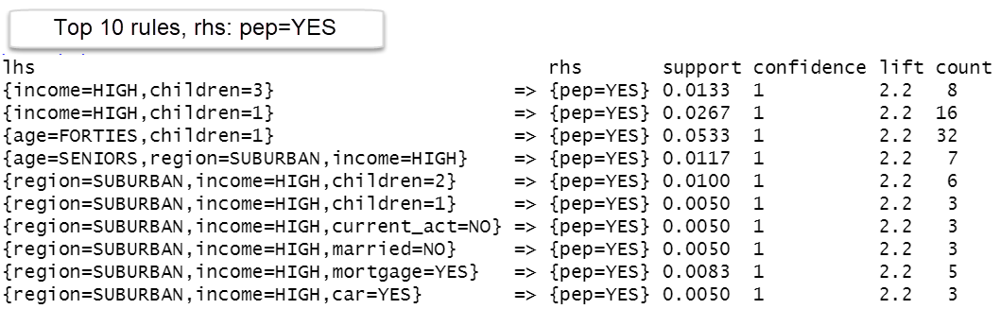 Top 10 rules, rhs: pep=YES
lhs rhs support confidence lift count
{income=HIGH,children=3} => {pep=YES} 0.0133 1 2.2 8
{income=HIGH,children=1} => {pep=YES} 0.0267 1 2.2 16
{age=FORTIES,children=1} => {pep=YES} 0.0533 1 2.2 32
{age=SENIORS,region=SUBURBAN,income=HIGH} => {pep=YES} 0.0117 1 2.2 7
{region=SUBURBAN,income=HIGH,children=2} => {pep=YES} 0.0100 1 2.2 6
{region=SUBURBAN,income=HIGH,children=1} => {pep=YES} 0.0050 1 2.2 3
{region=SUBURBAN,income=HIGH,current_act=NO} => {pep=YES} 0.0050 1 2.2 3
{region=SUBURBAN,income=HIGH,married=NO} => {pep=YES} 0.0050 1 2.2 3
{region=SUBURBAN,income=HIGH,mortgage=YES} => {pep=YES} 0.0083 1 2.2 5
{region=SUBURBAN,income=HIGH,car=YES} => {pep=YES} 0.0050 1 2.2 3